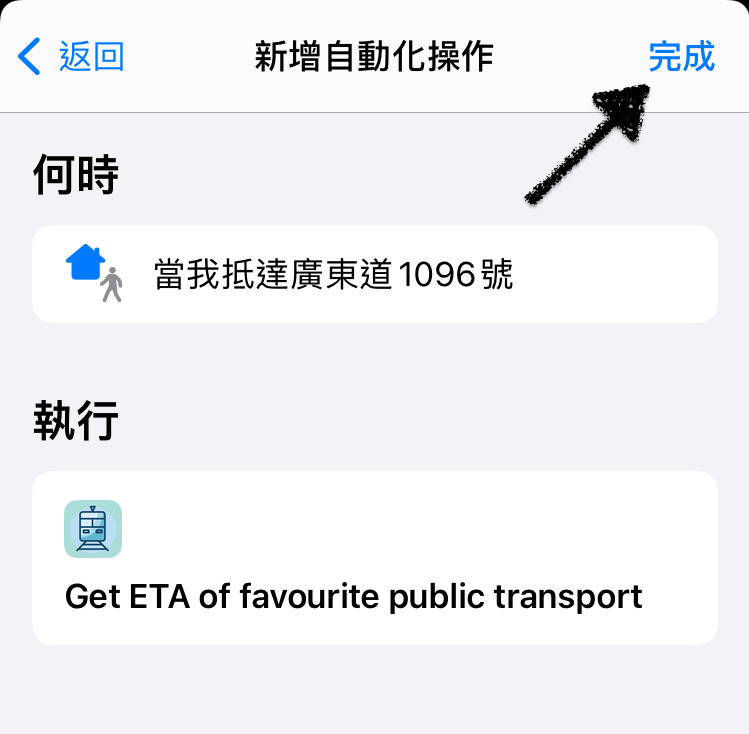 返回
新增自動化操作
完成
何時
當我抵達廣東道1096號
執行
Get ETA of favourite public transport